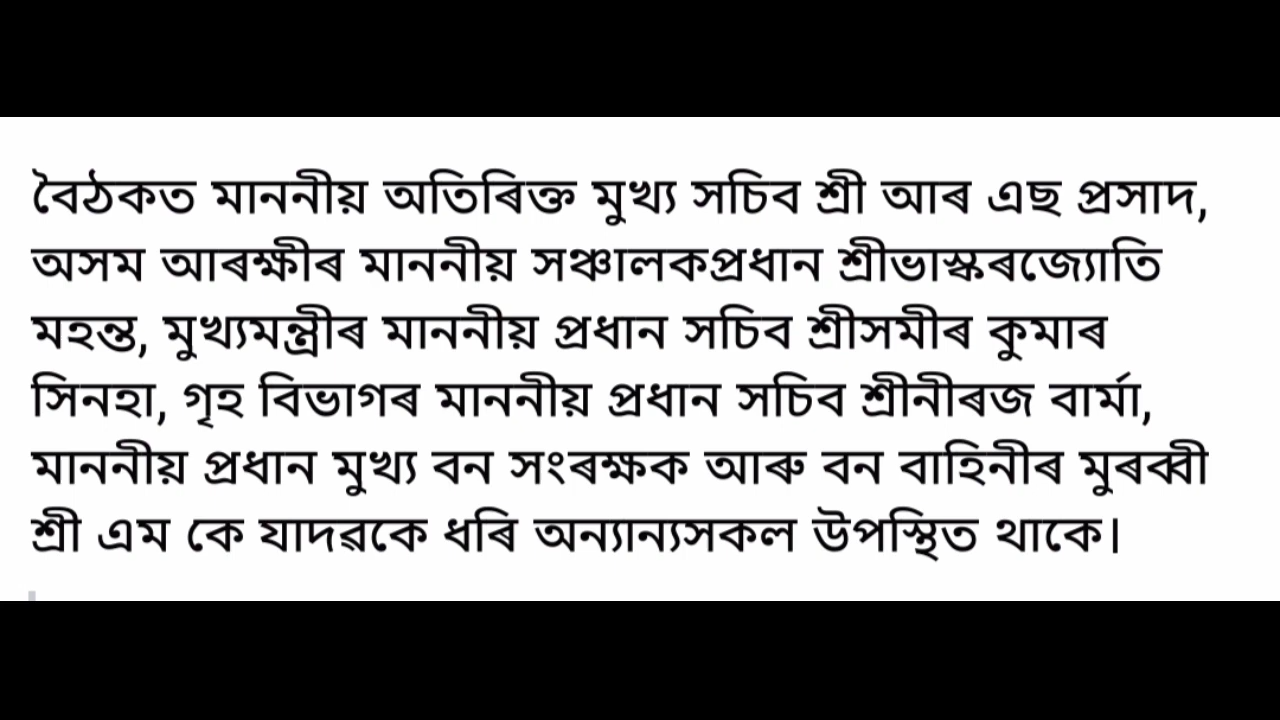 বৈঠকত মাননীয় অতিৰিক্ত মুখ্য সচিব শ্ৰী আৰ এছ প্ৰসাদ,
অসম আৰক্ষীৰ মাননীয় সঞ্চালকপ্ৰধান শ্ৰীভাস্কৰজ্যোতি
মহন্ত, মুখ্যমন্ত্ৰীৰ মাননীয় প্ৰধান সচিব শ্ৰীসমীৰ কুমাৰ
সিনহা, গৃহ বিভাগৰ মাননীয় প্ৰধান সচিব শ্ৰীনীৰজ বাৰ্মা,
মাননীয় প্ৰধান মুখ্য বন সংৰক্ষক আৰু বন বাহিনীৰ মুৰব্বী
শ্ৰী এম কে যাদৱকে ধৰি অন্যান্যসকল উপস্থিত থাকে।